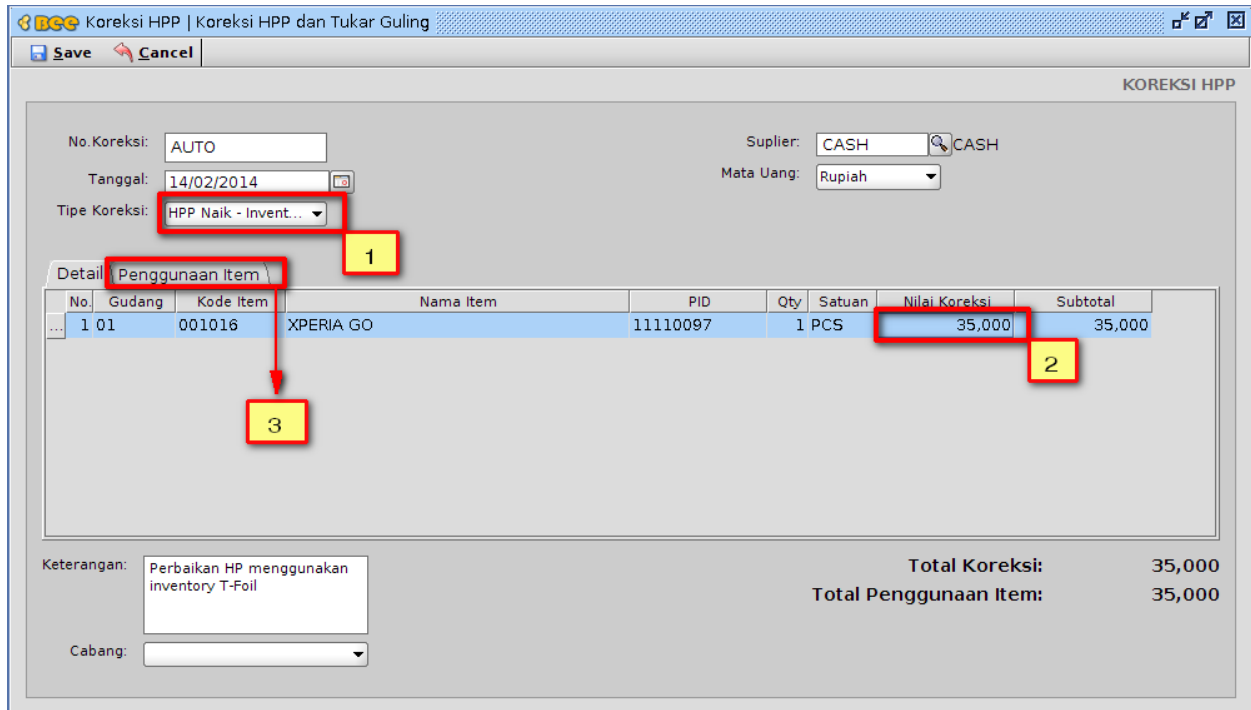 BEE Koreksi HPP | Koreksi HPP dan Tukar Guling
Save Cancel
KOREKSI HPP
No.Koreksi: AUTO Suplier: CASH CASH
Tanggal: 14/02/2014 Mata Uang: Rupiah
Tipe Koreksi: HPP Naik - Invent...
1
Detail Penggunaan Item
No. Gudang Kode Item Nama Item PID Qty Satuan Nilai Koreksi Subtotal
... 1 01 001016 XPERIA GO 11110097 1 PCS 35,000 35,000
2
3
Keterangan: Perbaikan HP menggunakan
inventory T-Foil
Total Koreksi: 35,000
Total Penggunaan Item: 35,000
Cabang: